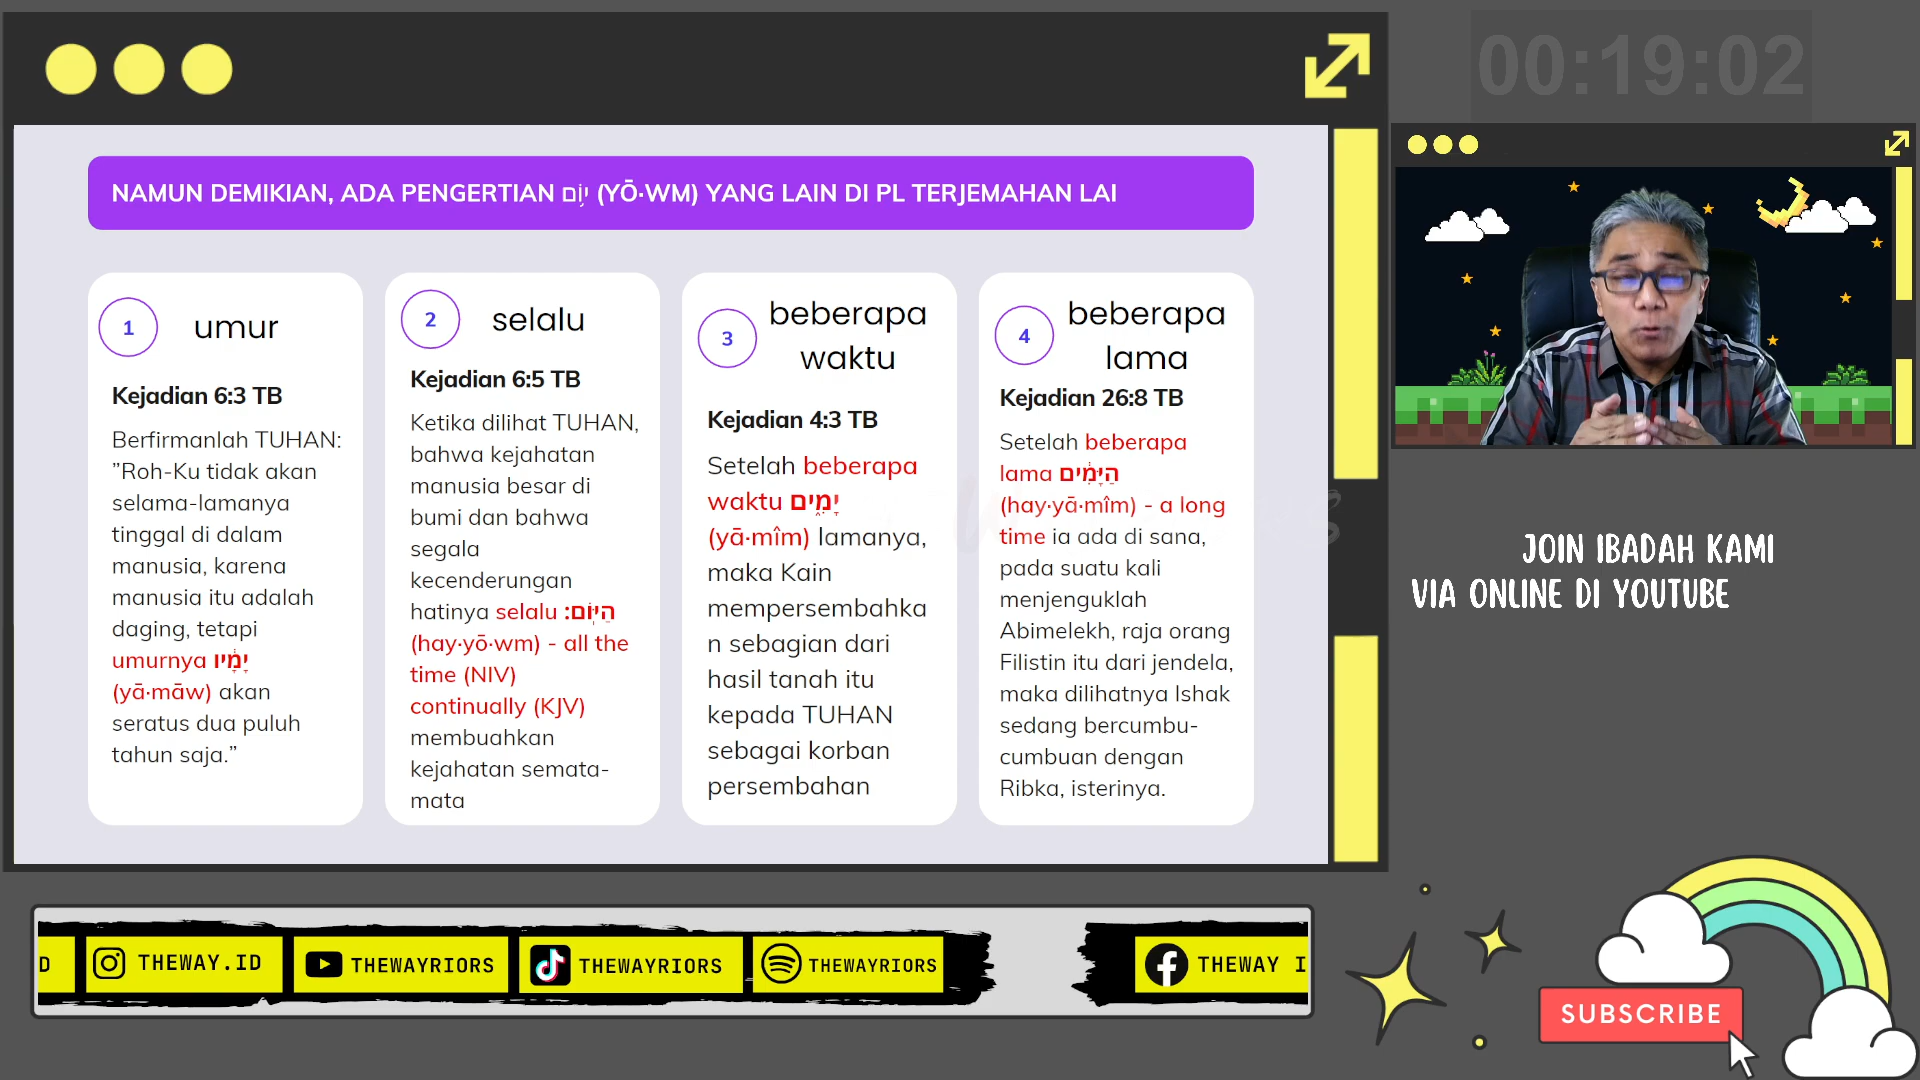 00:19:02
NAMUN DEMIKIAN, ADA PENGERTIAN יוֹם (YŌ·WM) YANG LAIN DI PL TERJEMAHAN LAI
1
umur
Kejadian 6:3 TB
Berfirmanlah TUHAN:
”Roh-Ku tidak akan
selama-lamanya
tinggal di dalam
manusia, karena
manusia itu adalah
daging, tetapi
umurnya יָמָ֔יו
(yā·māw) akan
seratus dua puluh
tahun saja.”
2
selalu
Kejadian 6:5 TB
Ketika dilihat TUHAN,
bahwa kejahatan
manusia besar di
bumi dan bahwa
segala
kecenderungan
hatinya selalu הַיּֽוֹם׃
(hay·yō·wm) - all the
time (NIV)
continually (KJV)
membuahkan
kejahatan semata-
mata
3
beberapa
waktu
Kejadian 4:3 TB
Setelah beberapa
waktu יָמִ֑ים
(yā·mîm) lamanya,
maka Kain
mempersembahka
n sebagian dari
hasil tanah itu
kepada TUHAN
sebagai korban
persembahan
4
beberapa
lama
Kejadian 26:8 TB
Setelah beberapa
lama הַיָּמִ֔ים
(hay·yā·mîm) - a long
time ia ada di sana,
pada suatu kali
menjenguklah
Abimelekh, raja orang
Filistin itu dari jendela,
maka dilihatnya Ishak
sedang bercumbu-
cumbuan dengan
Ribka, isterinya.
JOIN IBADAH KAMI
VIA ONLINE DI YOUTUBE
D
THEWAY.ID
THEWAYRIORS
THEWAYRIORS
THEWAYRIORS
THEWAY I
SUBSCRIBE